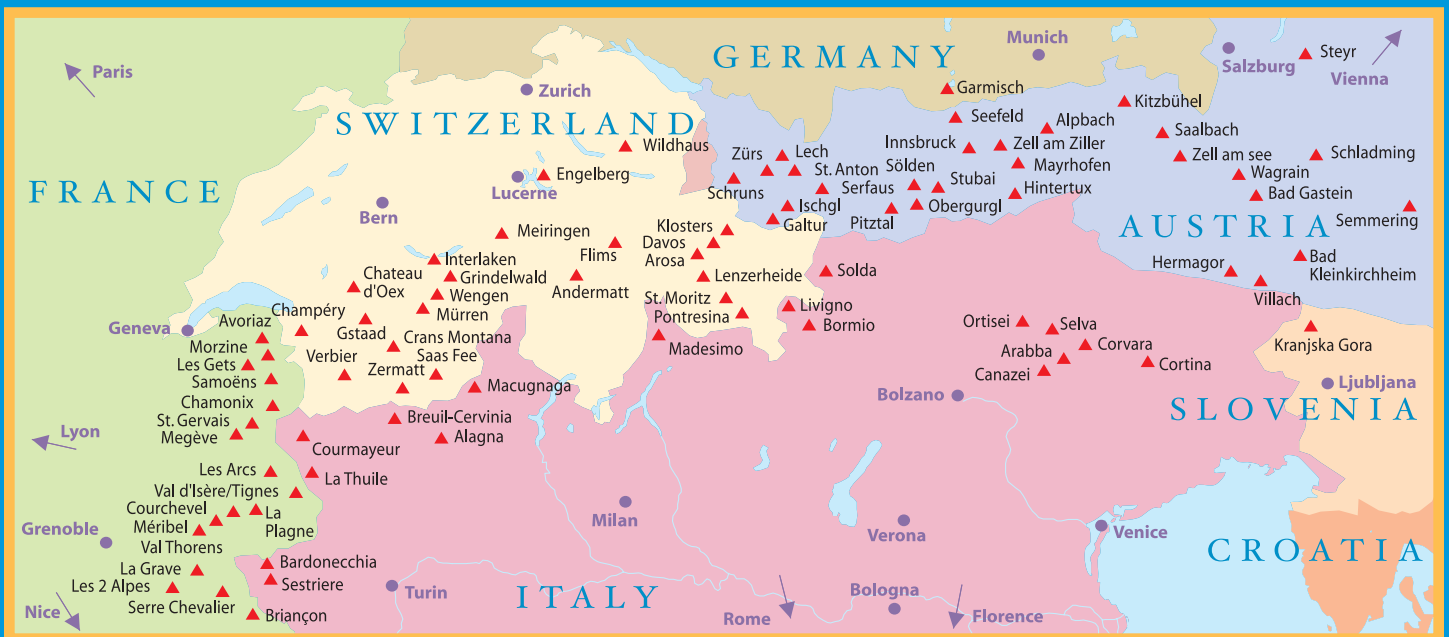 Munich
Steyr
GERMANY
Salzburg
Vienna
Paris
Garmisch
Zurich
Kitzbühel
Seefeld
Alpbach
SWITZERLAND
Saalbach
Wildhaus
Innsbruck
Zell am Ziller
Zürs
Lech
Zell am see
Schladming
Mayrhofen
St. Anton
Sölden
Wagrain
Engelberg
Stubai
Lucerne
Schruns
Serfaus
Hintertux
Bad Gastein
FRANCE
Ischgl
Obergurgl
Bern
Galtur
Pitztal
Semmering
Klosters
AUSTRIA
Meiringen
Davos
Flims
Arosa
Interlaken
Bad
Kleinkirchheim
Hermagor
Chateau
d'Oex
Grindelwald
Lenzerheide
Solda
Wengen
Andermatt
St. Moritz
Villach
Champéry
Mürren
Livigno
Pontresina
Avoriaz
Geneva
Gstaad
Bormio
Ortisei
Selva
Crans Montana
Kranjska Gora
Morzine
Madesimo
Corvara
Verbier
Saas Fee
Arabba
Les Gets
Zermatt
Cortina
Canazei
Samoëns
Macugnaga
Ljubljana
Bolzano
Chamonix
SLOVENIA
St. Gervais
Breuil-Cervinia
Lyon
Megève
Alagna
Courmayeur
Les Arcs
La Thuile
Val d'Isère/Tignes
Courchevel
La
Plagne
Milan
Grenoble
Méribel
Verona
Venice
Val Thorens
CROATIA
Bardonecchia
La Grave
Sestriere
Les 2 Alpes
Turin
ITALY
Bologna
Serre Chevalier
Nice
Briançon
Rome
Florence